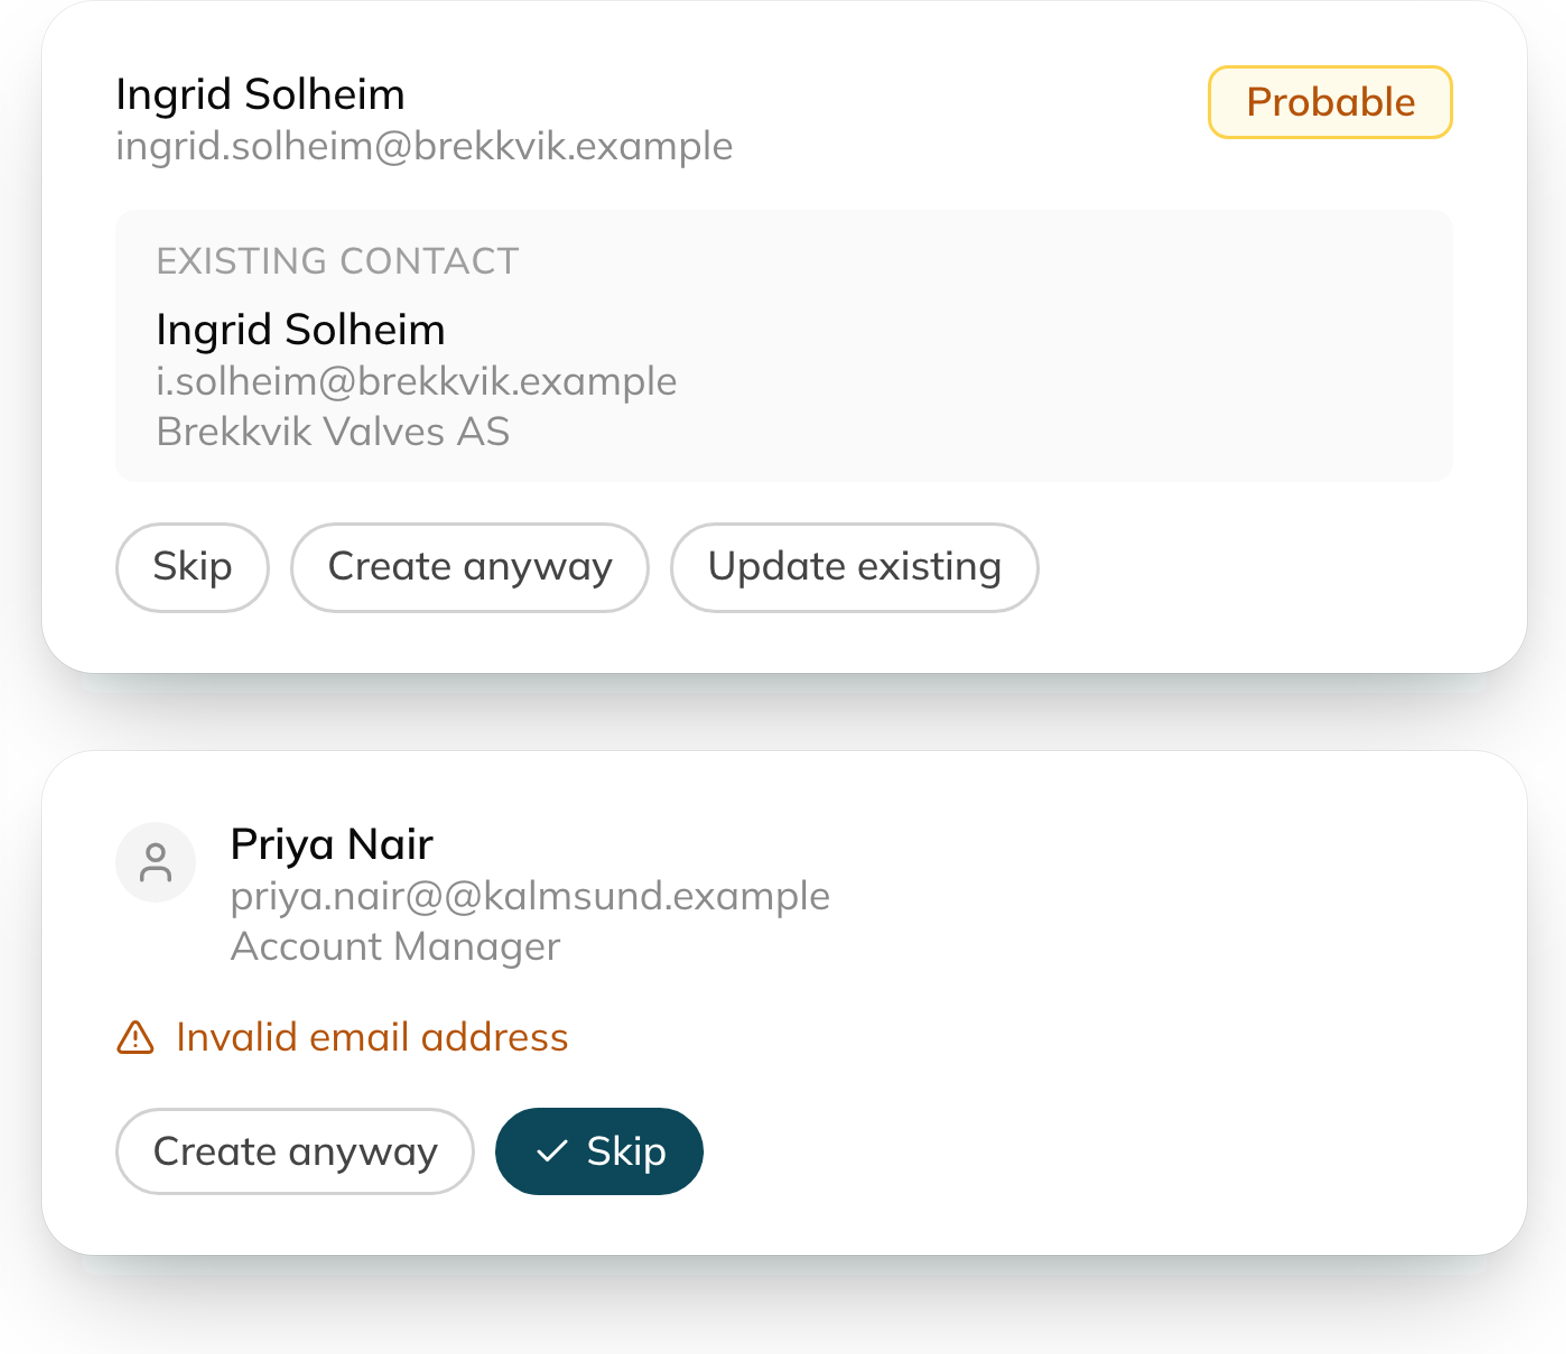 Ingrid Solheim
Probable
ingrid.solheim@brekkvik.example
EXISTING CONTACT
Ingrid Solheim
i.solheim@brekkvik.example
Brekkvik Valves AS
Skip
Create anyway
Update existing
Priya Nair
priya.nair@@kalmsund.example
Account Manager
Invalid email address
Create anyway
Skip